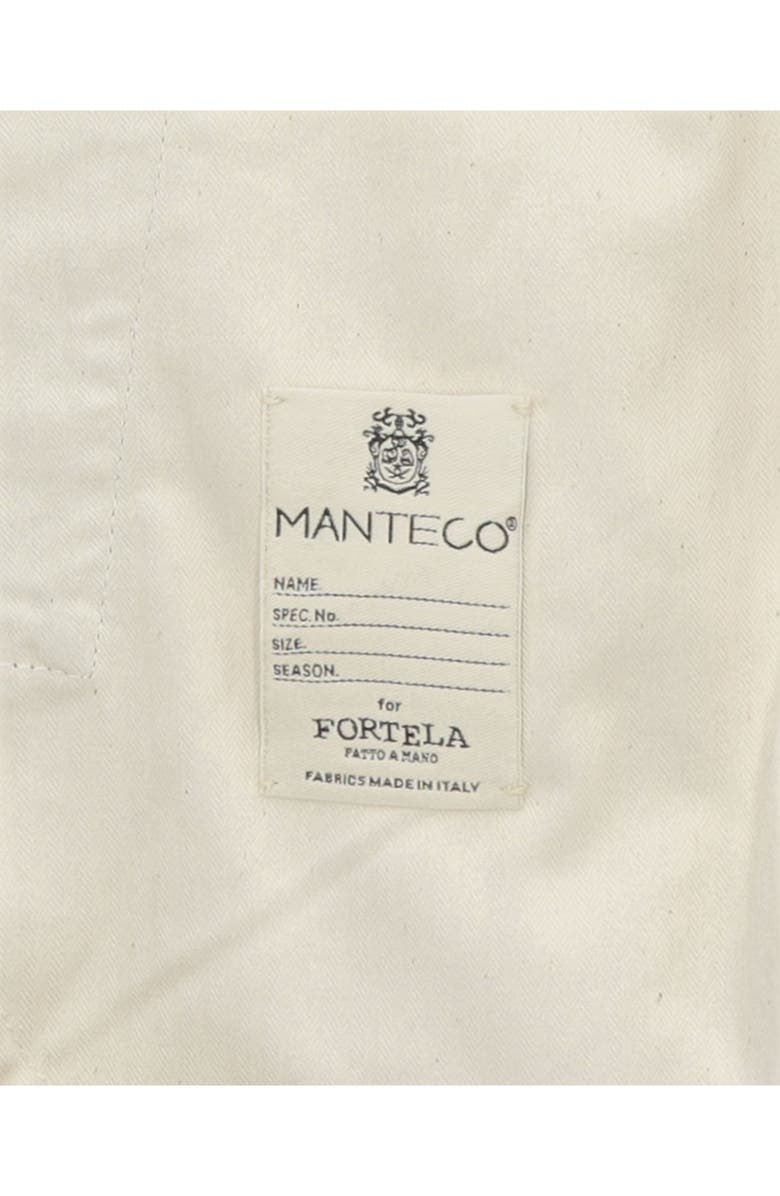 MANTECO®
NAME.
SPEC. No.
SIZE.
SEASON.
for
FORTELA
FATTO A MANO
FABRICS MADE IN ITALY